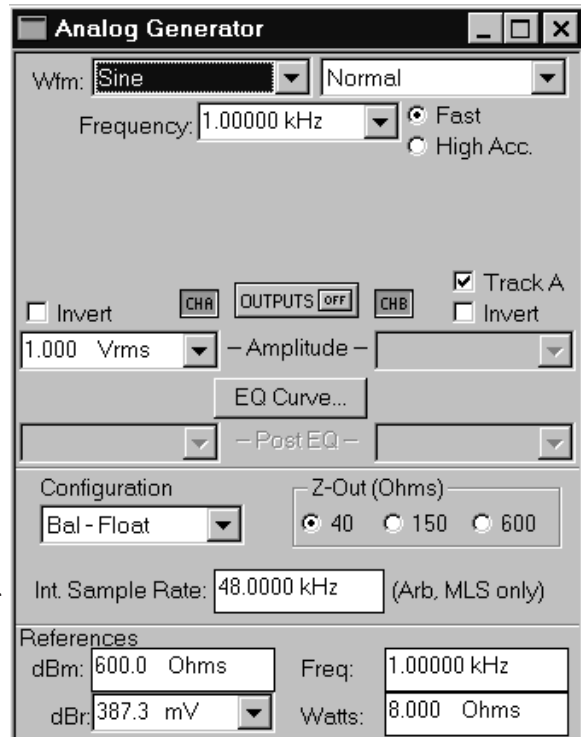 Analog Generator
Wfm: Sine Normal
Frequency: 1.00000 kHz Fast
High Acc.
Track A
Invert CHA OUTPUTS OFF CHB Invert
1.000 Vrms – Amplitude –
EQ Curve...
– Post EQ –
Configuration Z-Out (Ohms)
Bal - Float 40 150 600
Int. Sample Rate: 48.0000 kHz (Arb, MLS only)
References
dBm: 600.0 Ohms Freq: 1.00000 kHz
dBr: 387.3 mV Watts: 8.000 Ohms